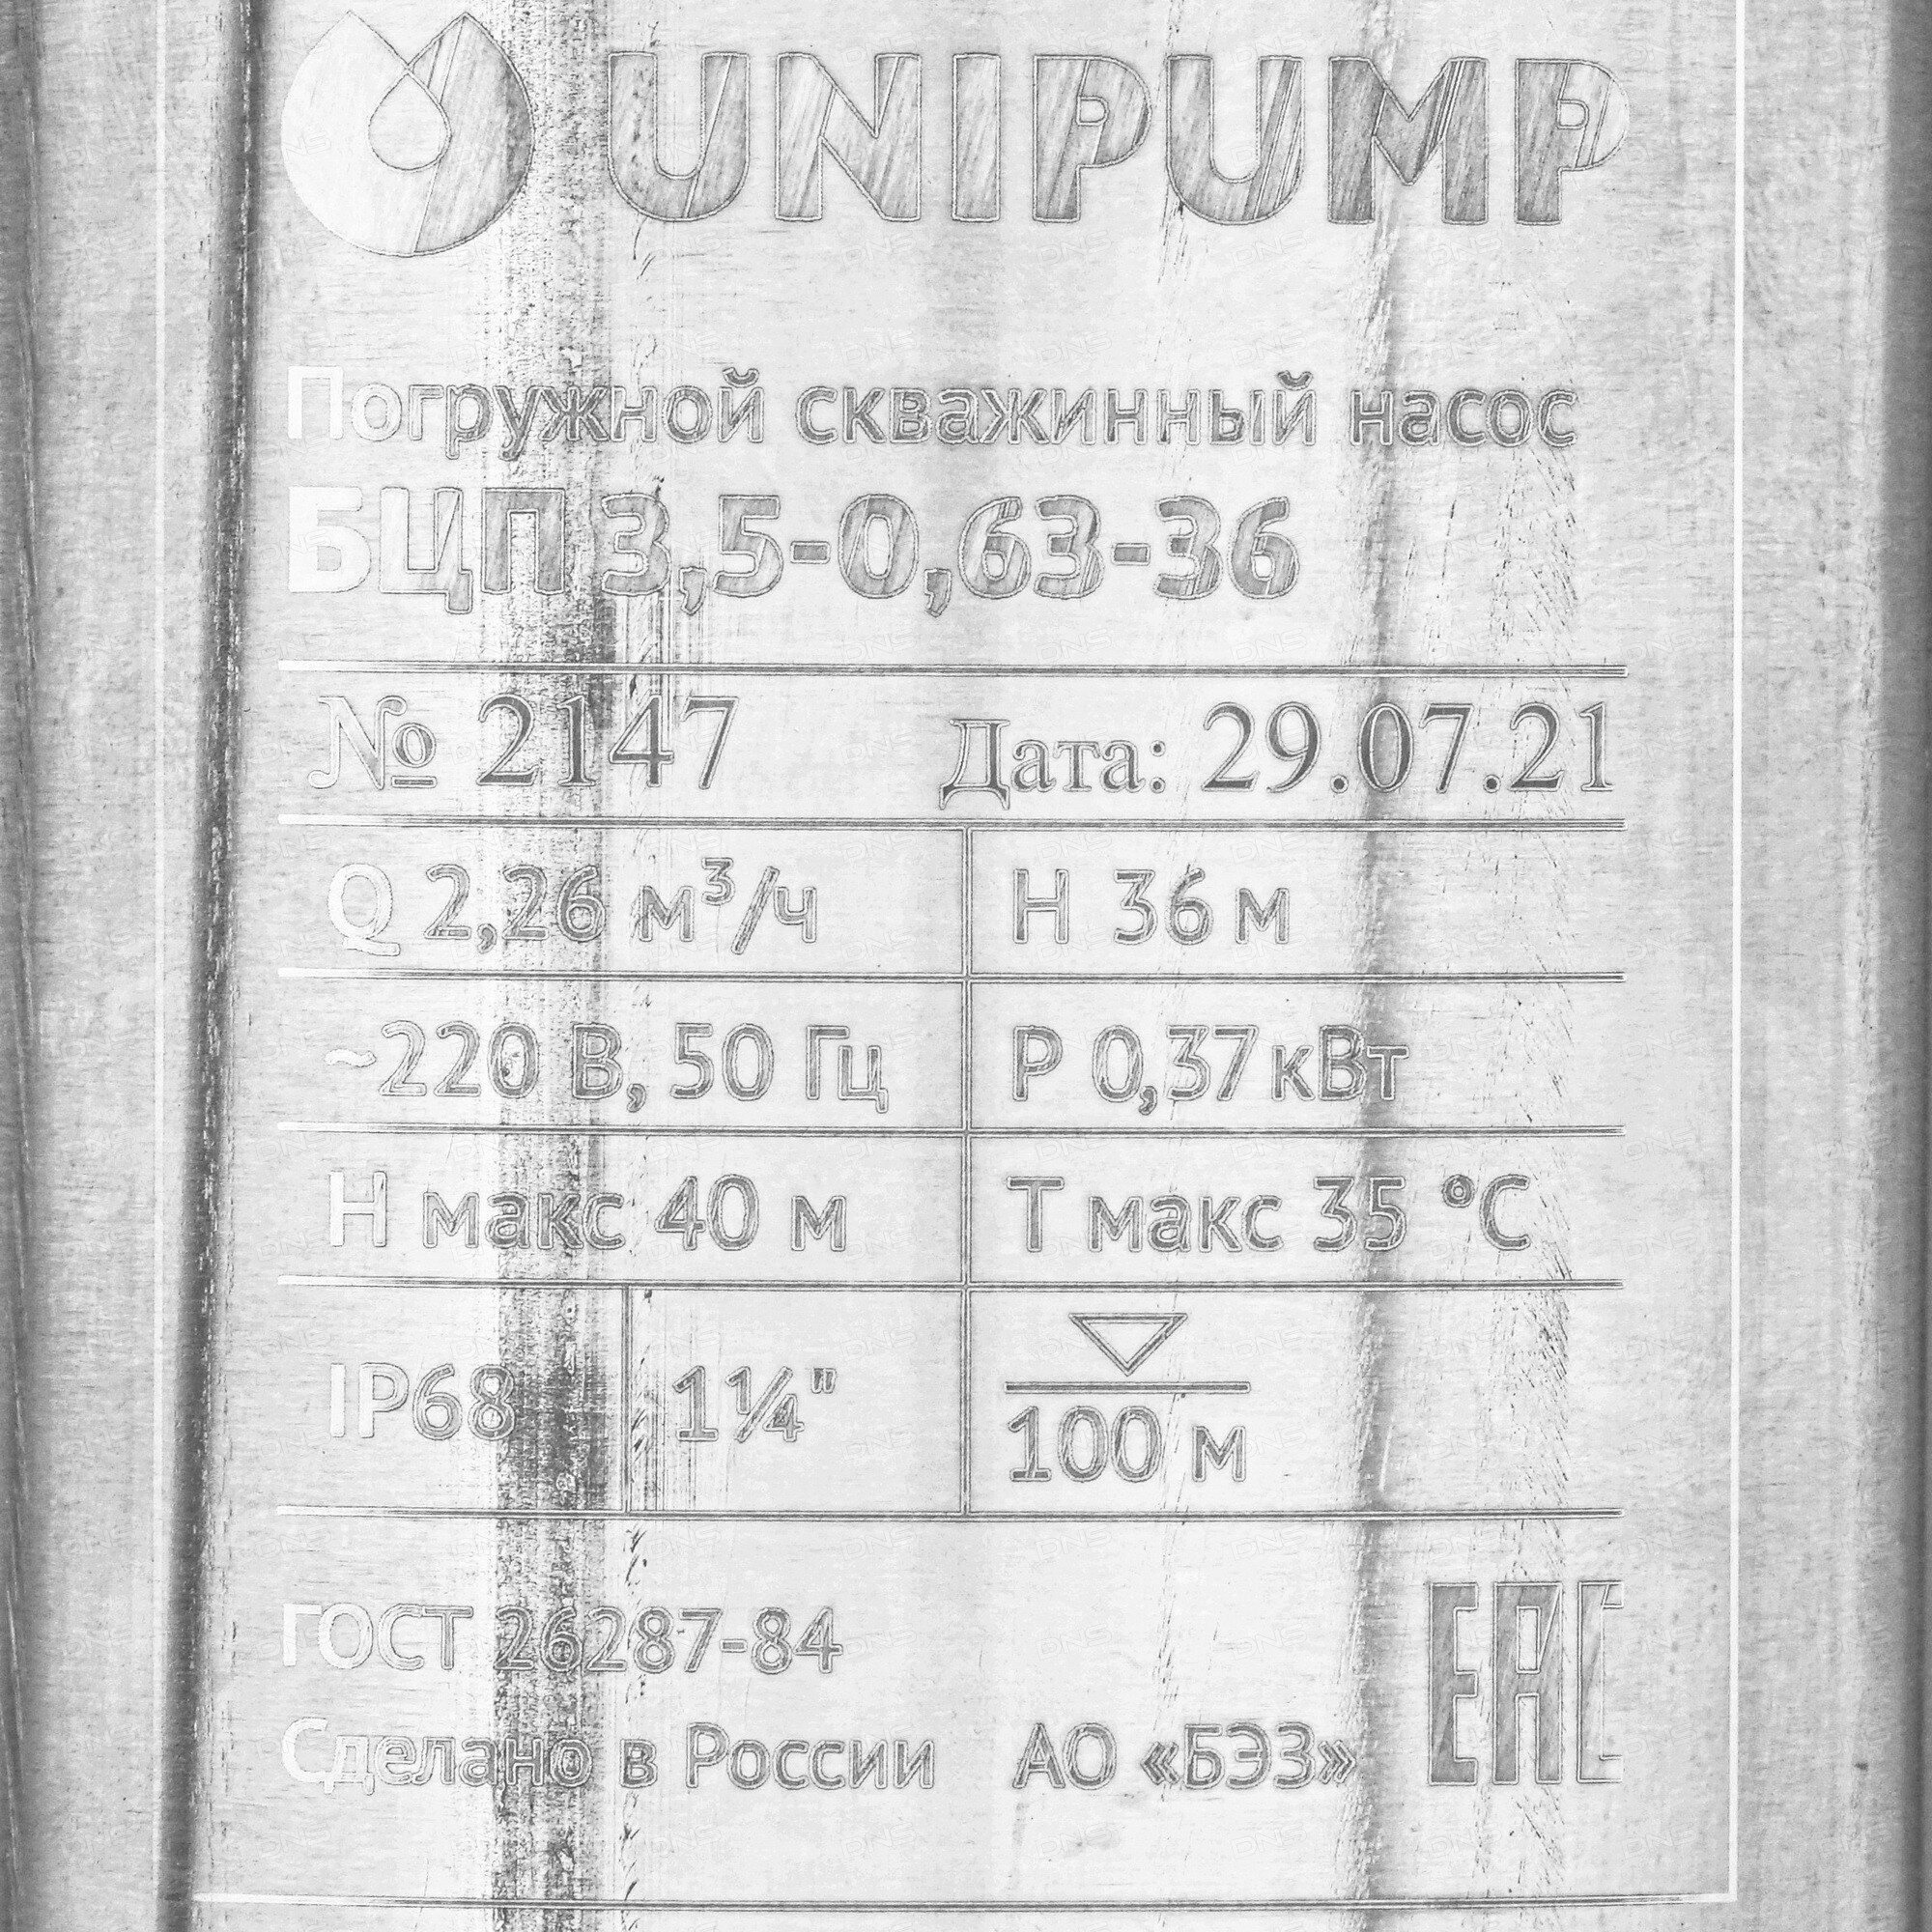 UNIPUMP
Погружной скважинный насос
БЦП 3,5-0,63-36
№ 2147 Дата: 29.07.21
Q 2,26 м³/ч H 36 м
~220 В, 50 Гц P 0,37 кВт
H макс 40 м T макс 35 °C
IP68 1¼" 100 м
ГОСТ 26287-84
EAC
Сделано в России АО «БЭЗ»